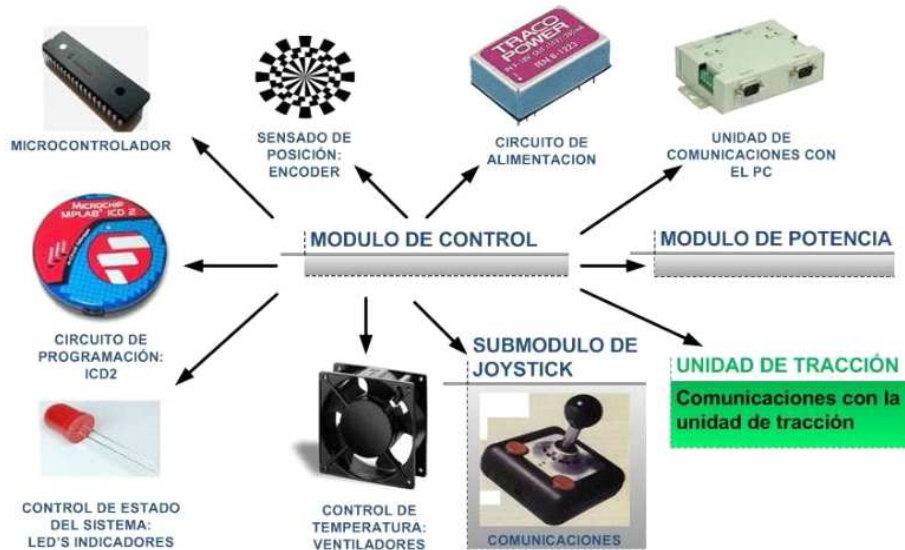 TRACO
POWER
MICROCONTROLADOR
SENSADO DE
POSICIÓN:
ENCODER
CIRCUITO DE
ALIMENTACION
UNIDAD DE
COMUNICACIONES CON
EL PC
MICROCHIP
MPLAB ICD 2
MODULO DE CONTROL
MODULO DE POTENCIA
CIRCUITO DE
PROGRAMACIÓN:
ICD2
SUBMODULO DE
JOYSTICK
UNIDAD DE TRACCIÓN
Comunicaciones con la
unidad de tracción
CONTROL DE ESTADO
DEL SISTEMA:
LED'S INDICADORES
CONTROL DE
TEMPERATURA:
VENTILADORES
COMUNICACIONES